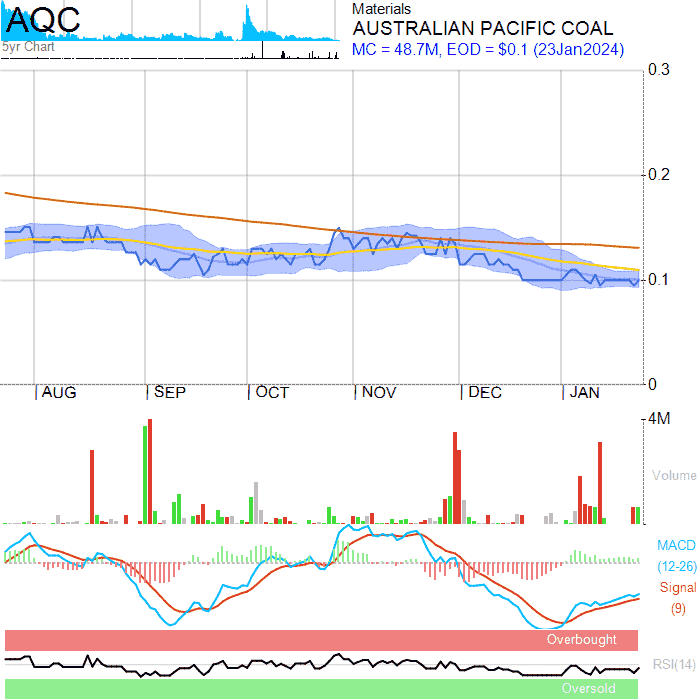 AQC
5yr Chart
Materials
AUSTRALIAN PACIFIC COAL
MC = 48.7M, EOD = $0.1 (23Jan2024)
0.3
0.2
0.1
0
AUG SEP OCT NOV DEC JAN
4M
Volume
MACD
(12-26)
Signal
(9)
Overbought
RSI(14)
Oversold